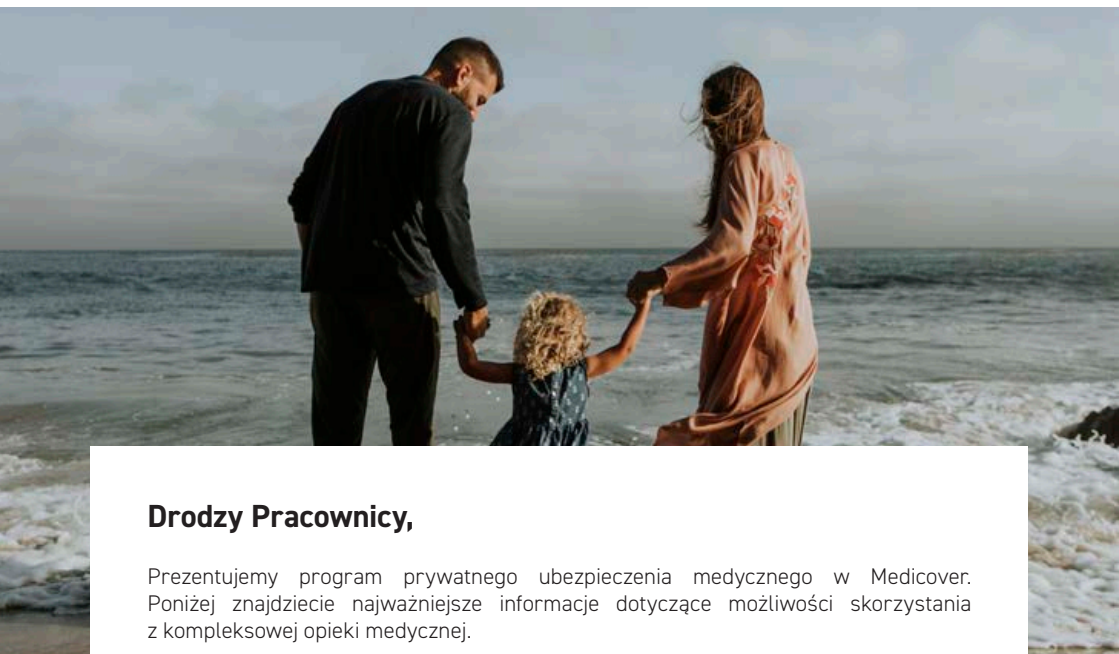 Drodzy Pracownicy,
Prezentujemy program prywatnego ubezpieczenia medycznego w Medicover.
Poniżej znajdziecie najważniejsze informacje dotyczące możliwości skorzystania
z kompleksowej opieki medycznej.